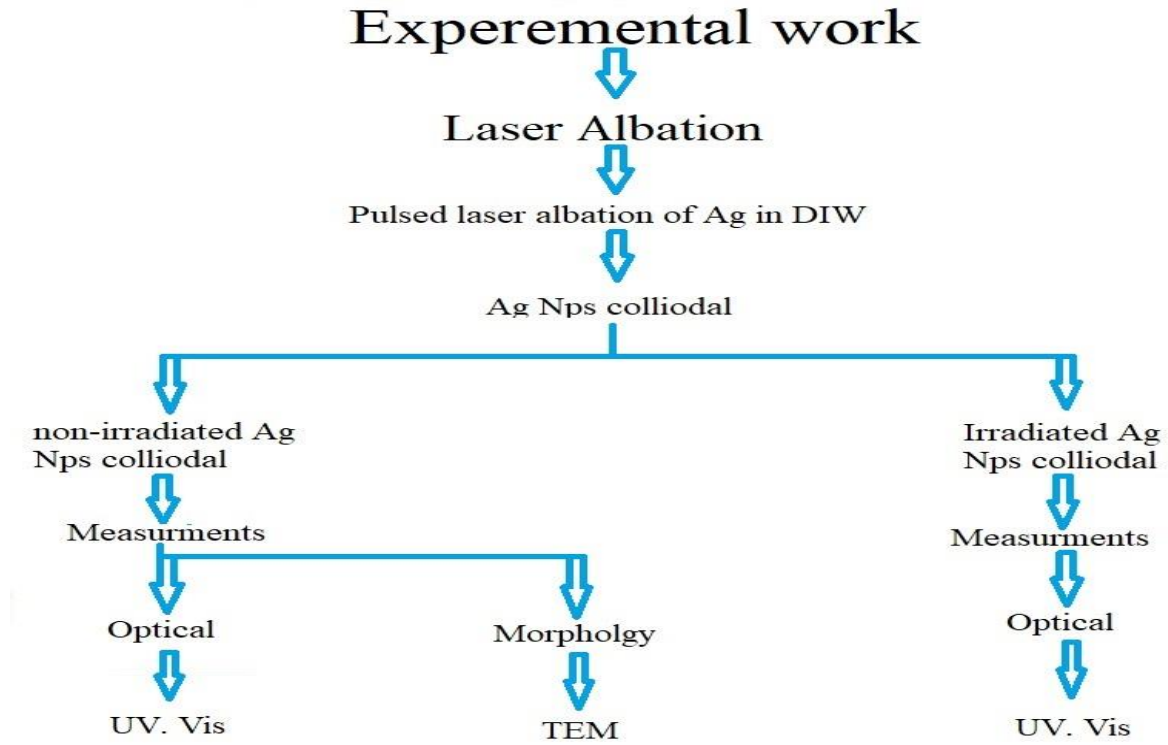 Experemental work
Laser Albation
Pulsed laser albation of Ag in DIW
Ag Nps colliodal
non-irradiated Ag
Nps colliodal
Irradiated Ag
Nps colliodal
Measurments
Measurments
Optical
Morpholgy
Optical
UV. Vis
TEM
UV. Vis